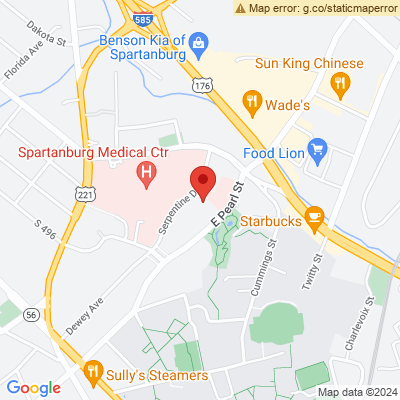 Map error: g.co/staticmaperror
585
Dakota St
Florida Ave
Benson Kia of
Spartanburg
176
Sun King Chinese
Wade's
Food Lion
Spartanburg Medical Ctr
H
221
Serpentine D
E Pearl St
S 496
Starbucks
Cummings St
Twitty St
Charlevoix St
56
Dewey Ave
Sully's Steamers
Google
Map data ©2024